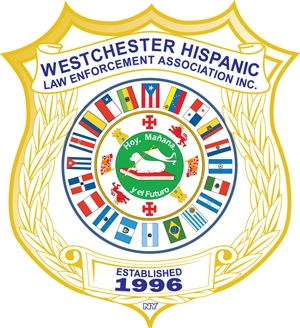 WESTCHESTER HISPANIC
LAW ENFORCEMENT ASSOCIATION INC.
Hoy, Mañana,
y el Futuro
ESTABLISHED
1996
NY